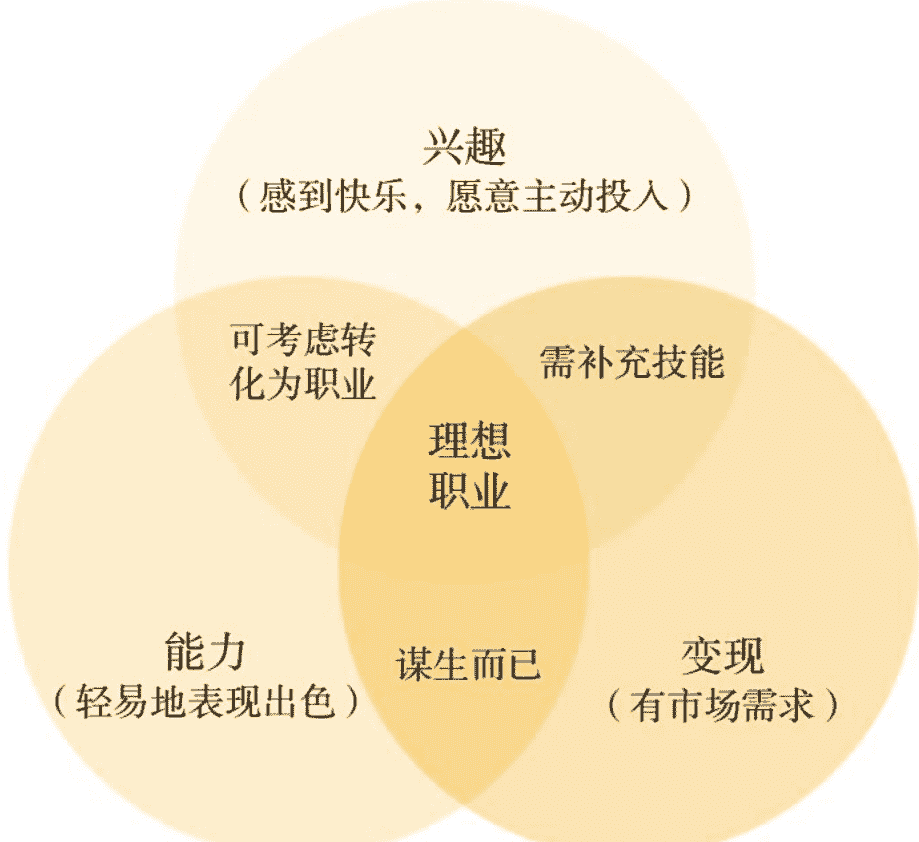 兴趣
（感到快乐，愿意主动投入）
可考虑转
化为职业
需补充技能
理想
职业
能力
（轻易地表现出色）
谋生而已
变现
（有市场需求）